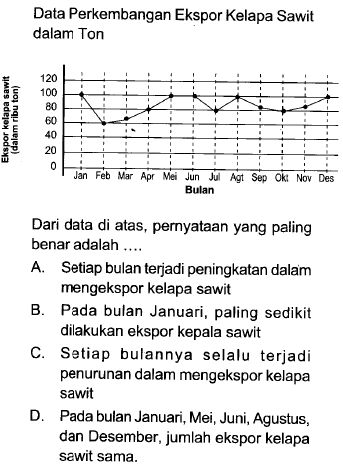 Data Perkembangan Ekspor Kelapa Sawit
dalam Ton
Ekspor kelapa sawit
(dalam ribu ton)
120
100
80
60
40
20
0
Jan Feb Mar Apr Mei Jun Jul Agt Sep Okt Nov Des
Bulan
Dari data di atas, pernyataan yang paling
benar adalah ....
A. Setiap bulan terjadi peningkatan dalam
mengekspor kelapa sawit
B. Pada bulan Januari, paling sedikit
dilakukan ekspor kepala sawit
C. Setiap bulannya selalu terjadi
penurunan dalam mengekspor kelapa
sawit
D. Pada bulan Januari, Mei, Juni, Agustus,
dan Desember, jumlah ekspor kelapa
sawit sama.